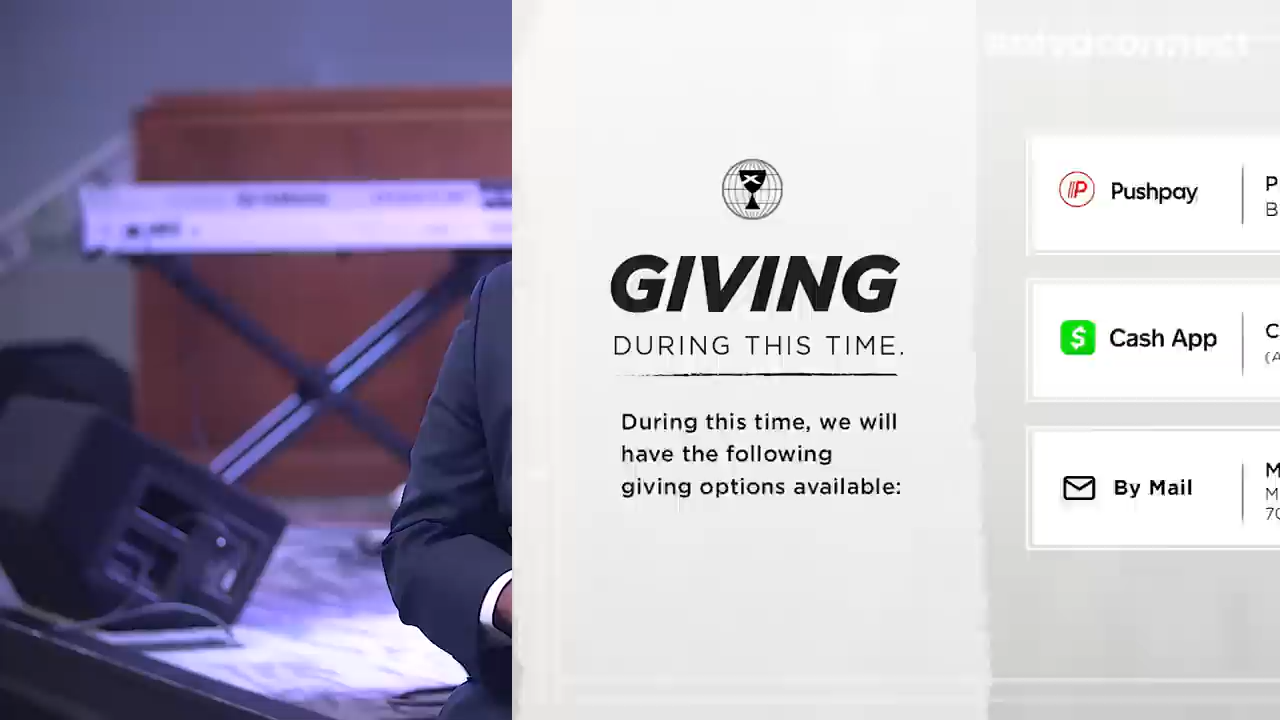 GIVING
DURING THIS TIME.
During this time, we will
have the following
giving options available:
Pushpay
P
B
Cash App
C
(A
By Mail
M
M
70